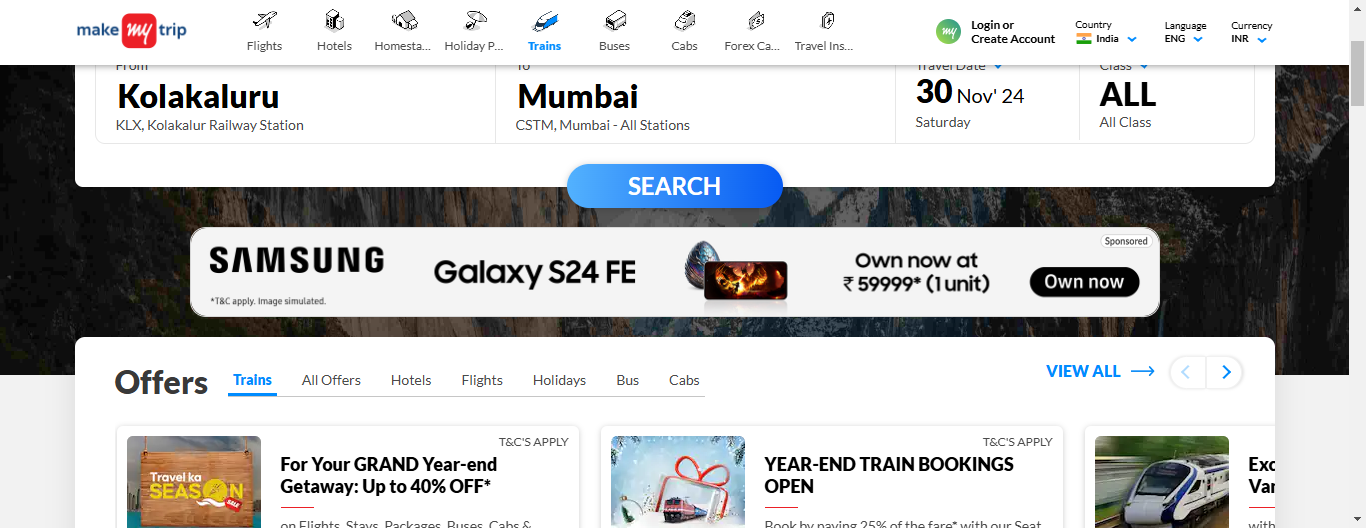 make my trip
Flights
Hotels
Homesta...
Holiday P...
Trains
Buses
Cabs
Forex Ca...
Travel Ins...
my
Login or
Create Account
Country
India
Language
ENG
Currency
INR
From
To
Travel Date
Class
Kolakaluru
Mumbai
30 Nov' 24
ALL
KLX, Kolakalur Railway Station
CSTM, Mumbai - All Stations
Saturday
All Class
SEARCH
Sponsored
SAMSUNG
Galaxy S24 FE
Own now at
₹ 59999* (1 unit)
Own now
*T&C apply. Image simulated.
Offers
Trains
All Offers
Hotels
Flights
Holidays
Bus
Cabs
VIEW ALL
T&C'S APPLY
Travel ka
SEASON
SALE
For Your GRAND Year-end
Getaway: Up to 40% OFF*
on Flights, Stays, Packages, Buses, Cabs &
T&C'S APPLY
YEAR-END TRAIN BOOKINGS
OPEN
Book by paying 25% of the fare* with our Seat
Exc
Van
with